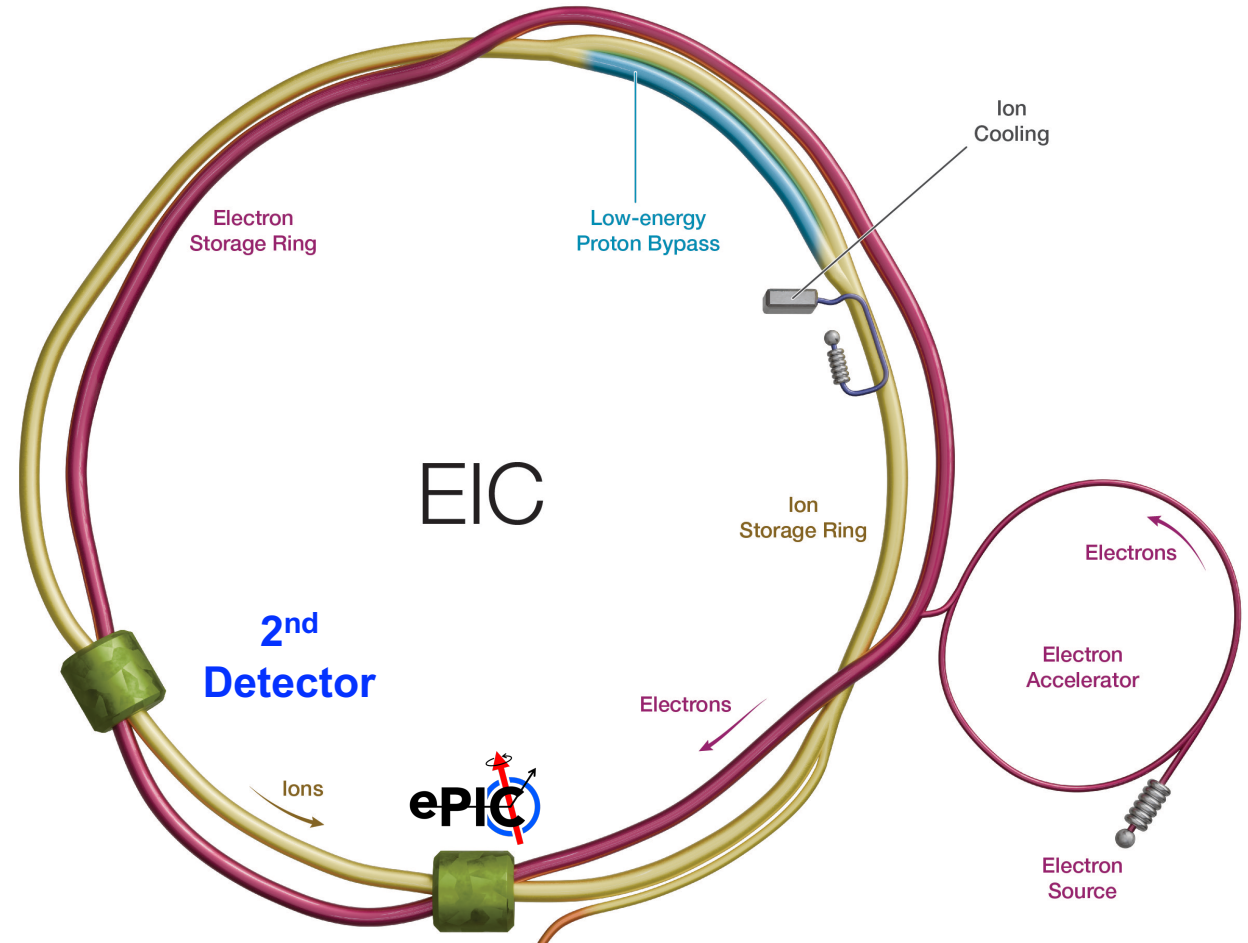 Ion
Cooling
Electron
Storage Ring
Low-energy
Proton Bypass
EIC
Ion
Storage Ring
Electrons
2nd
Detector
Electron
Accelerator
Electrons
Ions
ePIC
Electron
Source